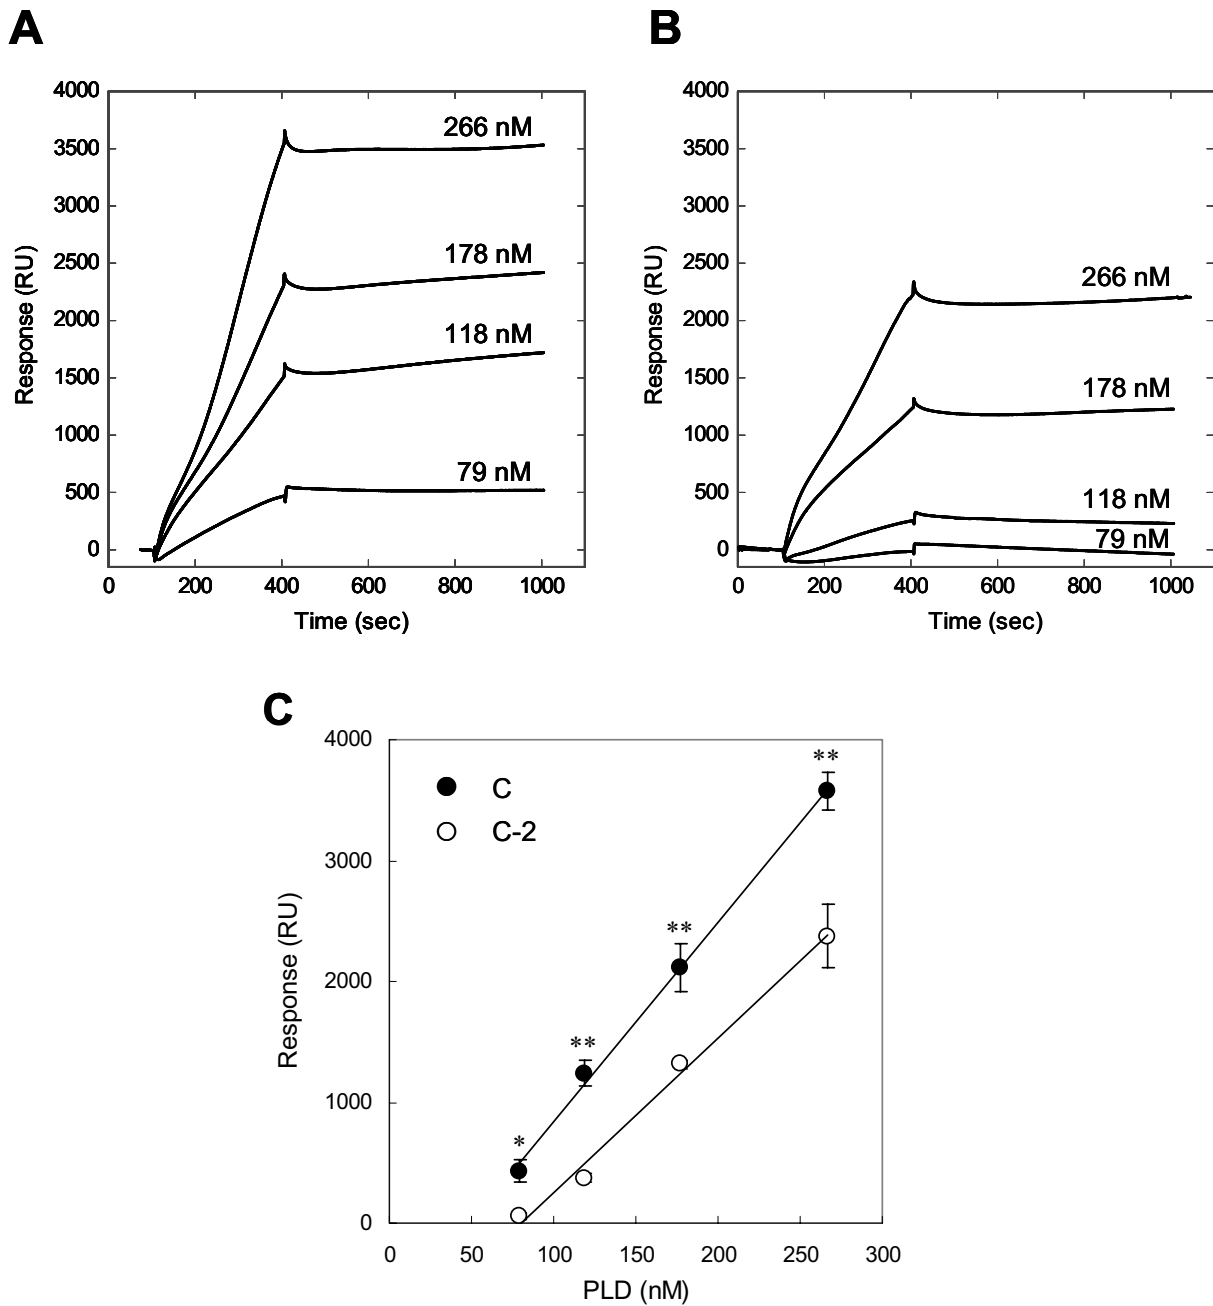 A
4000
3500
3000
2500
2000
1500
1000
500
0
Response (RU)
266 nM
178 nM
118 nM
79 nM
0 200 400 600 800 1000
Time (sec)
B
4000
3500
3000
2500
2000
1500
1000
500
0
Response (RU)
266 nM
178 nM
118 nM
79 nM
0 200 400 600 800 1000
Time (sec)
C
4000
3000
2000
1000
0
Response (RU)
C
C-2
**
**
**
*
0 50 100 150 200 250 300
PLD (nM)